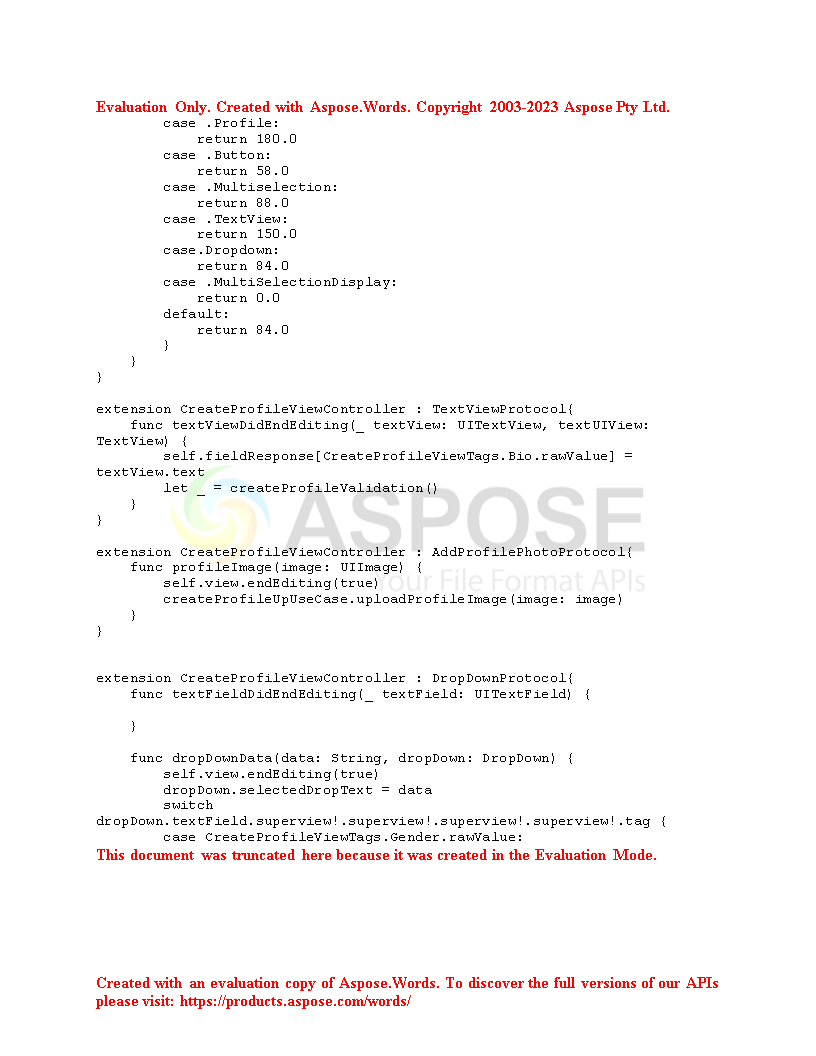 Evaluation Only. Created with Aspose.Words. Copyright 2003-2023 Aspose Pty Ltd.
        case .Profile:
            return 180.0
        case .Button:
            return 58.0
        case .Multiselection:
            return 88.0
        case .TextView:
            return 150.0
        case.Dropdown:
            return 84.0
        case .MultiSelectionDisplay:
            return 0.0
        default:
            return 84.0
        }
    }
}

extension CreateProfileViewController : TextViewProtocol{
    func textViewDidEndEditing(_ textView: UITextView, textUIView:
TextView) {
        self.fieldResponse[CreateProfileViewTags.Bio.rawValue] =
textView.text
        let _ = createProfileValidation()
    }
}
ASPOSE
Your File Format APIs

extension CreateProfileViewController : AddProfilePhotoProtocol{
    func profileImage(image: UIImage) {
        self.view.endEditing(true)
        createProfileUpUseCase.uploadProfileImage(image: image)
    }
}


extension CreateProfileViewController : DropDownProtocol{
    func textFieldDidEndEditing(_ textField: UITextField) {

    }

    func dropDownData(data: String, dropDown: DropDown) {
        self.view.endEditing(true)
        dropDown.selectedDropText = data
        switch
dropDown.textField.superview!.superview!.superview!.superview!.tag {
        case CreateProfileViewTags.Gender.rawValue:
This document was truncated here because it was created in the Evaluation Mode.
Created with an evaluation copy of Aspose.Words. To discover the full versions of our APIs
please visit: https://products.aspose.com/words/